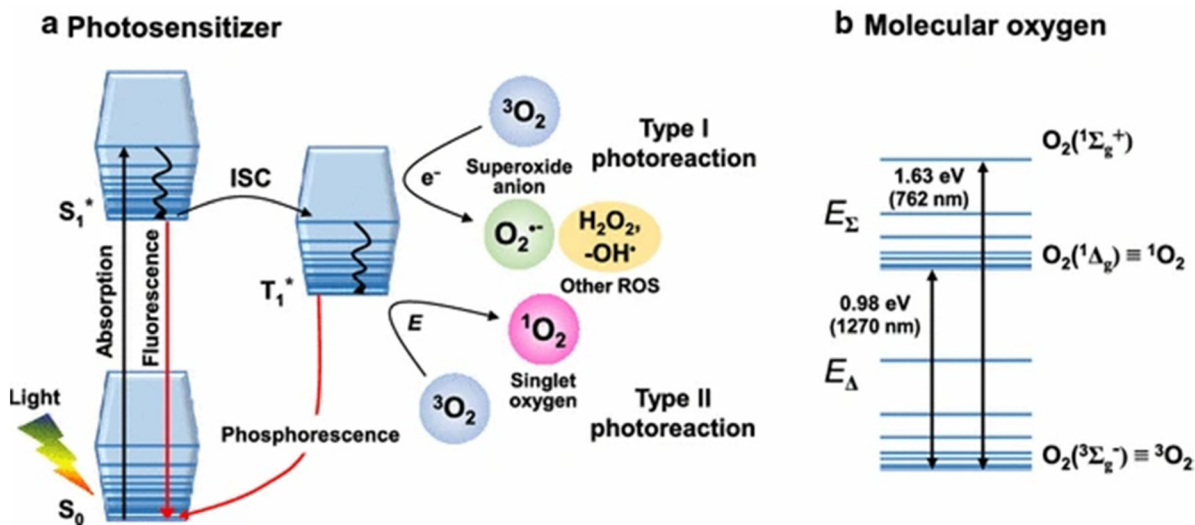 a Photosensitizer
S₁*
Absorption
Fluorescence
ISC
T₁*
Light
S₀
Phosphorescence
³O₂
Type I
photoreaction
e⁻
Superoxide
anion
O₂•⁻
H₂O₂,
-OH•
Other ROS
E
¹O₂
Singlet
oxygen
³O₂
Type II
photoreaction
b Molecular oxygen
O₂(¹Σg⁺)
1.63 eV
(762 nm)
EΣ
O₂(¹Δg) ≡ ¹O₂
0.98 eV
(1270 nm)
EΔ
O₂(³Σg⁻) ≡ ³O₂